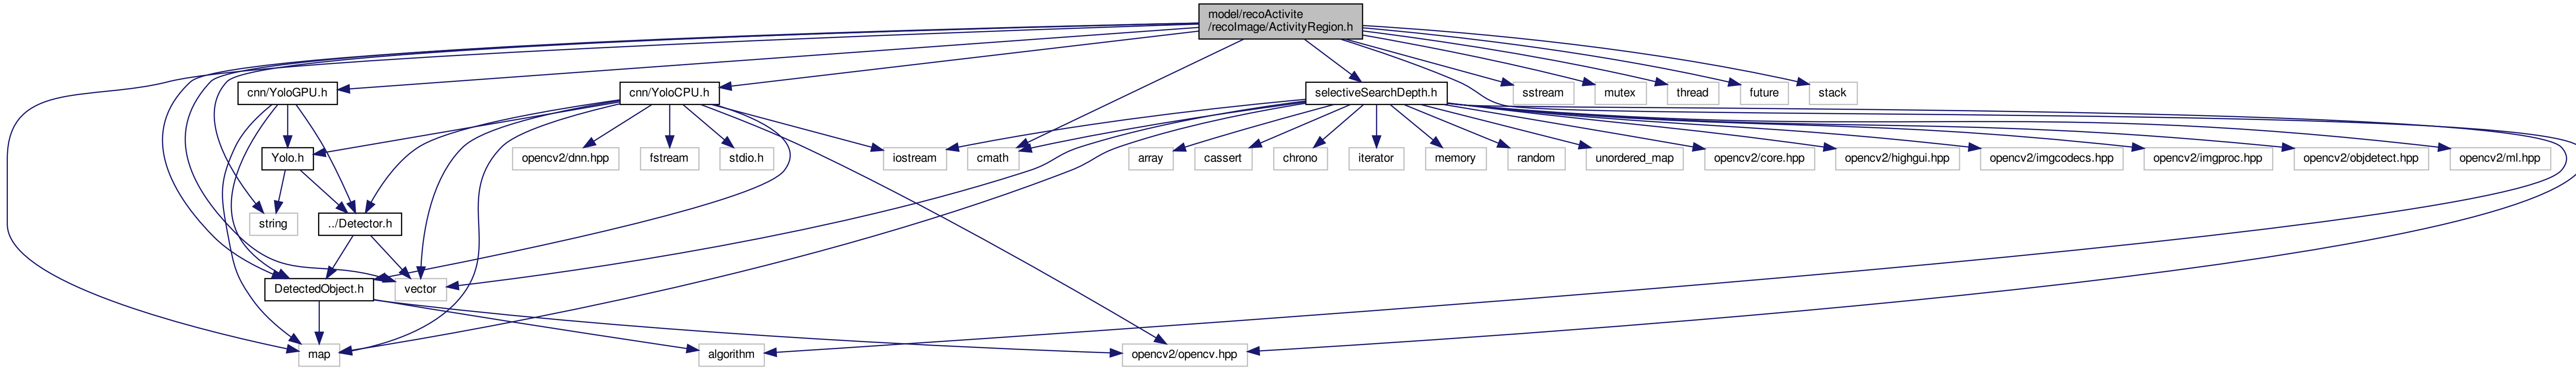 model/recoActivite
/recoImage/ActivityRegion.h
cnn/YoloGPU.h
cnn/YoloCPU.h
selectiveSearchDepth.h
sstream
mutex
thread
future
stack
Yolo.h
opencv2/dnn.hpp
fstream
stdio.h
iostream
cmath
array
cassert
chrono
iterator
memory
random
unordered_map
opencv2/core.hpp
opencv2/highgui.hpp
opencv2/imgcodecs.hpp
opencv2/imgproc.hpp
opencv2/objdetect.hpp
opencv2/ml.hpp
string
../Detector.h
DetectedObject.h
vector
map
algorithm
opencv2/opencv.hpp